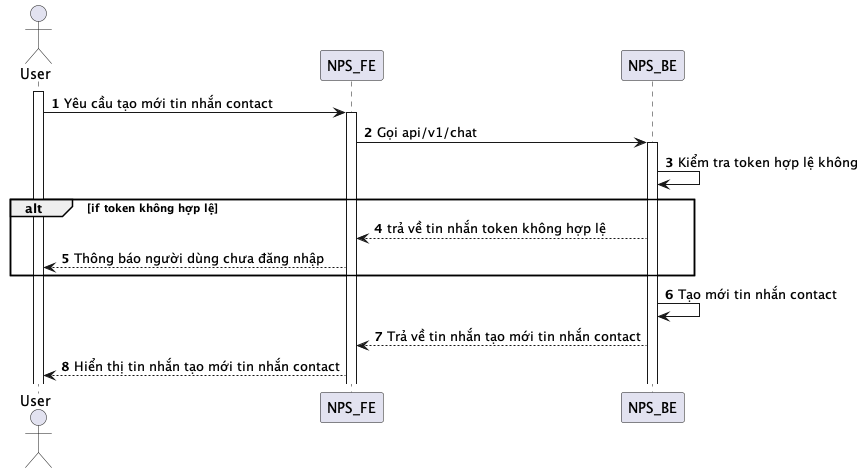 User
NPS_FE
NPS_BE
1 Yêu cầu tạo mới tin nhắn contact
2 Gọi api/v1/chat
3 Kiểm tra token hợp lệ không
alt [if token không hợp lệ]
4 trả về tin nhắn token không hợp lệ
5 Thông báo người dùng chưa đăng nhập
6 Tạo mới tin nhắn contact
7 Trả về tin nhắn tạo mới tin nhắn contact
8 Hiển thị tin nhắn tạo mới tin nhắn contact
User
NPS_FE
NPS_BE